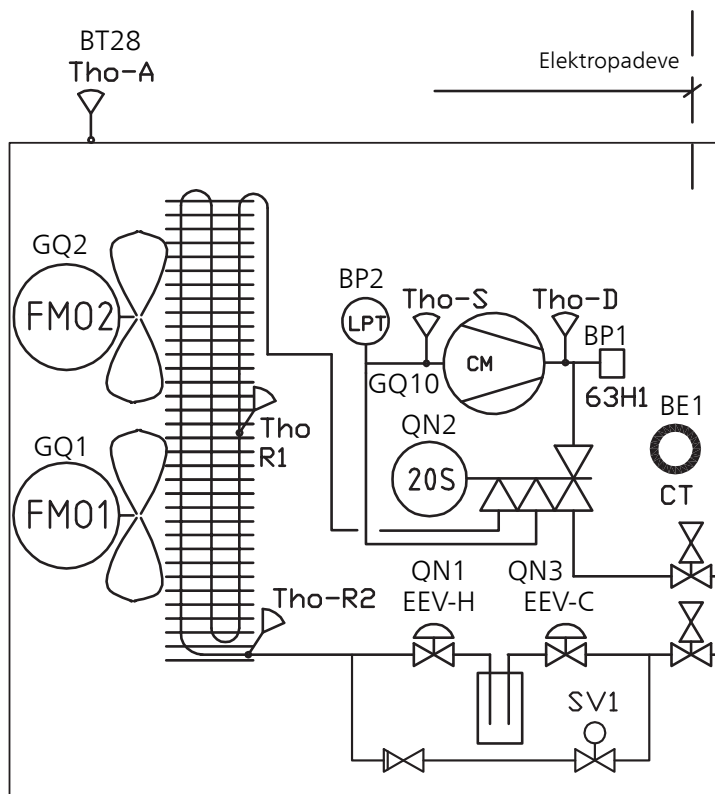 BT28
Tho-A
Elektropadeve
GQ2
FM02
BP2
LPT
Tho-S
Tho-D
BP1
GQ10
CM
63H1
QN2
BE1
Tho
R1
GQ1
20S
CT
FM01
QN1
EEV-H
QN3
EEV-C
Tho-R2
SV1